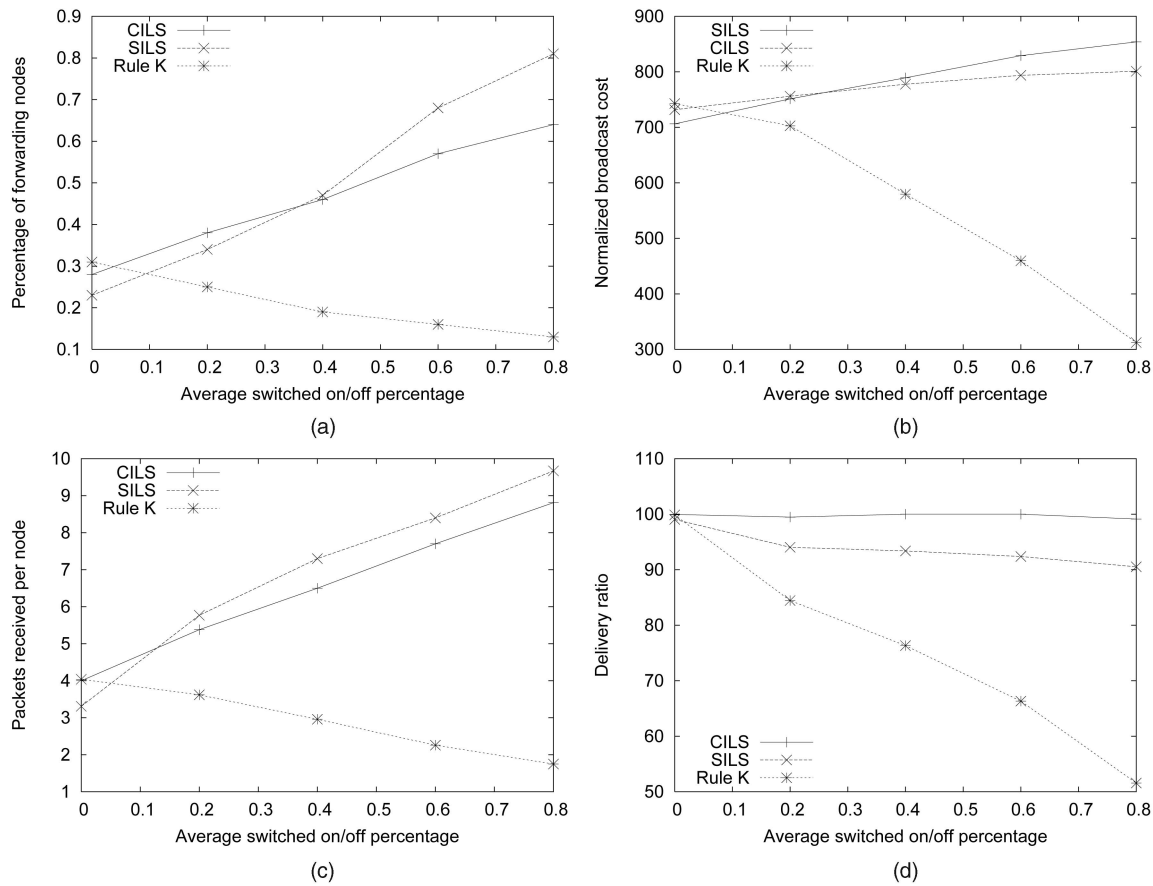 0.9
0.8
0.7
0.6
0.5
0.4
0.3
0.2
0.1
Percentage of forwarding nodes
CILS
SILS
Rule K
0 0.1 0.2 0.3 0.4 0.5 0.6 0.7 0.8
Average switched on/off percentage
(a)
900
800
700
600
500
400
300
Normalized broadcast cost
SILS
CILS
Rule K
0 0.1 0.2 0.3 0.4 0.5 0.6 0.7 0.8
Average switched on/off percentage
(b)
10
9
8
7
6
5
4
3
2
1
Packets received per node
CILS
SILS
Rule K
0 0.1 0.2 0.3 0.4 0.5 0.6 0.7 0.8
Average switched on/off percentage
(c)
110
100
90
80
70
60
50
Delivery ratio
CILS
SILS
Rule K
0 0.1 0.2 0.3 0.4 0.5 0.6 0.7 0.8
Average switched on/off percentage
(d)